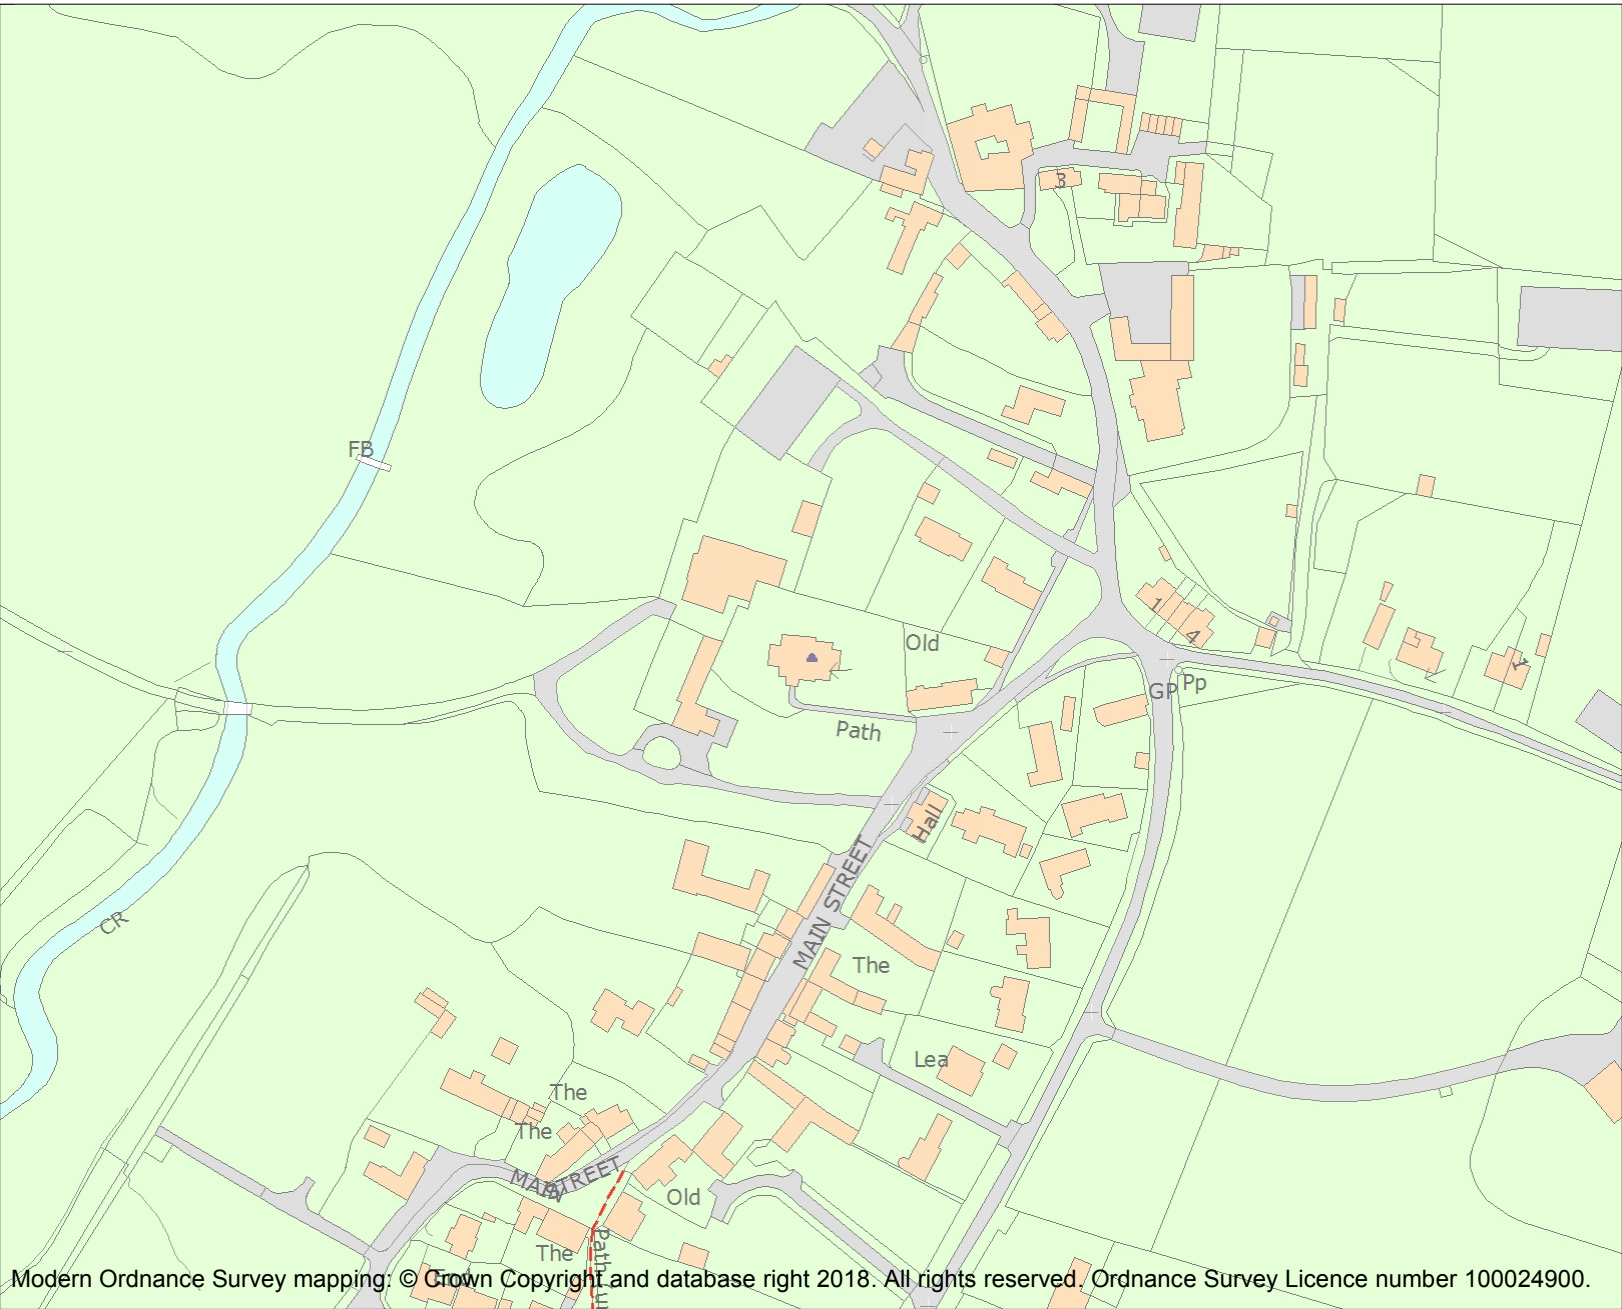 3
FB
1
4
Old
1
GP
Pp
Path
Hall
MAIN STREET
CR
The
Lea
The
The
MAIN
STREET
Old
The
Path
Modern Ordnance Survey mapping: © Crown Copyright and database right 2018. All rights reserved. Ordnance Survey Licence number 100024900.